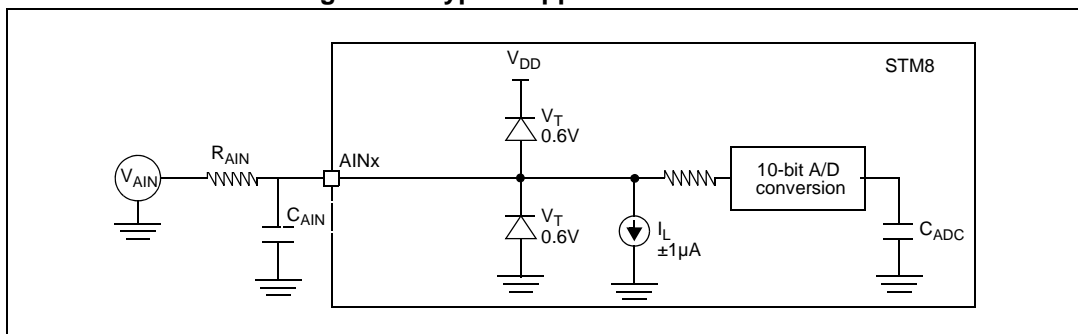 V_DD
STM8
V_T
0.6V
R_AIN
AINx
10-bit A/D
conversion
V_AIN
C_AIN
V_T
0.6V
I_L
±1µA
C_ADC